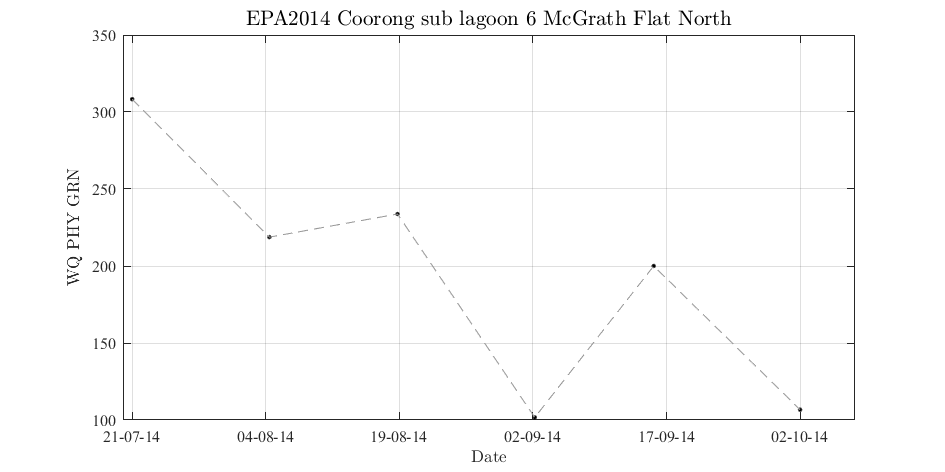 EPA2014 Coorong sub lagoon 6 McGrath Flat North
350
300
250
200
150
100
WQ PHY GRN
21-07-14 04-08-14 19-08-14 02-09-14 17-09-14 02-10-14
Date